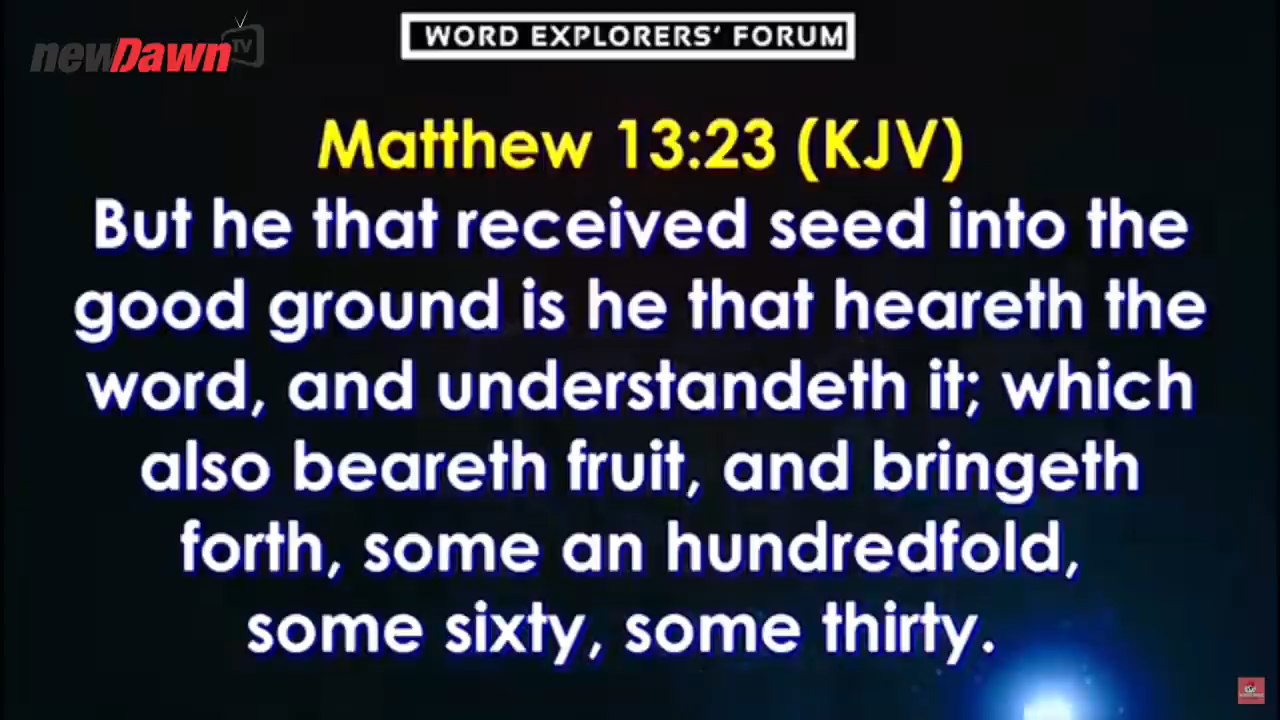 newDawn TV
WORD EXPLORERS' FORUM
Matthew 13:23 (KJV)
But he that received seed into the
good ground is he that heareth the
word, and understandeth it; which
also beareth fruit, and bringeth
forth, some an hundredfold,
some sixty, some thirty.